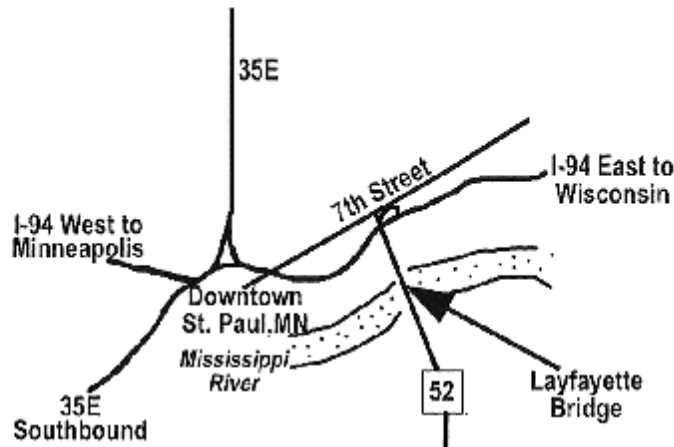 35E
7th Street
I-94 East to
Wisconsin
I-94 West to
Minneapolis
Downtown
St. Paul,MN
Mississippi
River
52
Layfayette
Bridge
35E
Southbound